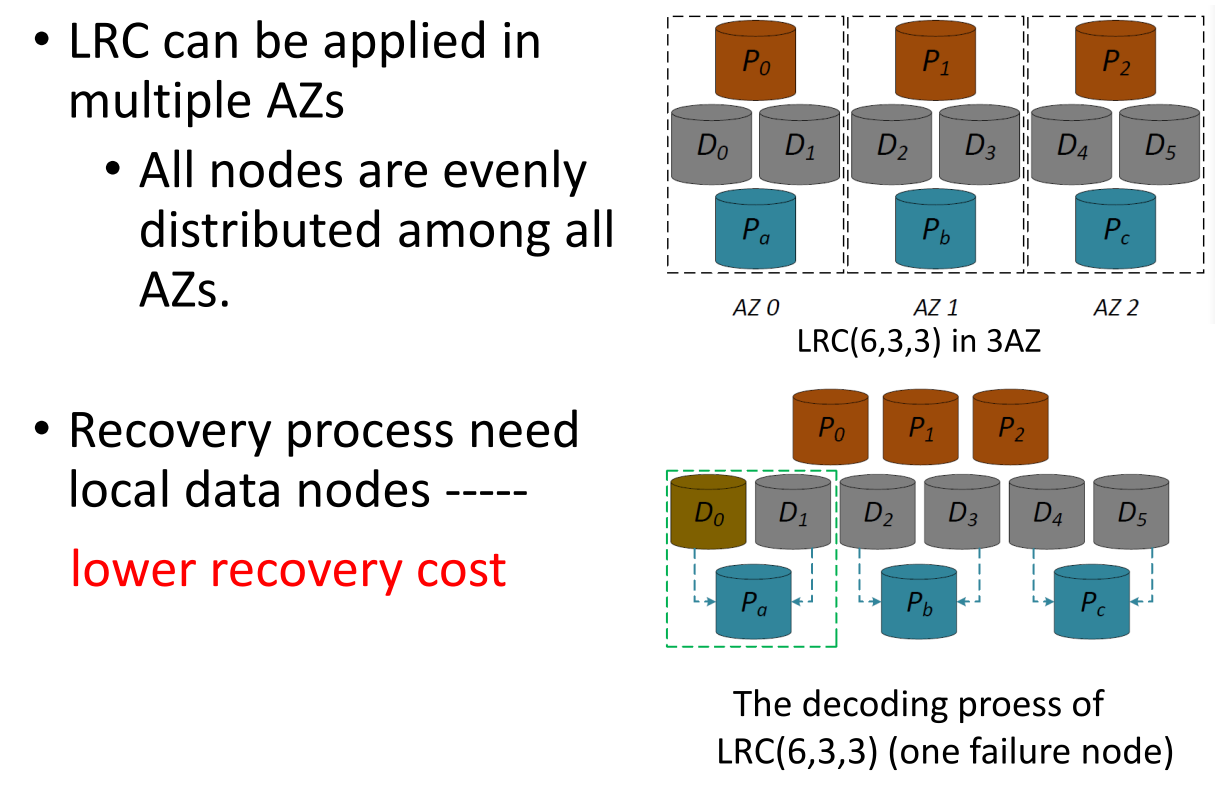 • LRC can be applied in
multiple AZs
• All nodes are evenly
distributed among all
AZs.
• Recovery process need
local data nodes -----
lower recovery cost
P0 P1 P2
D0 D1 D2 D3 D4 D5
Pa Pb Pc
AZ 0 AZ 1 AZ 2
LRC(6,3,3) in 3AZ
P0 P1 P2
D0 D1 D2 D3 D4 D5
Pa Pb Pc
The decoding proess of
LRC(6,3,3) (one failure node)